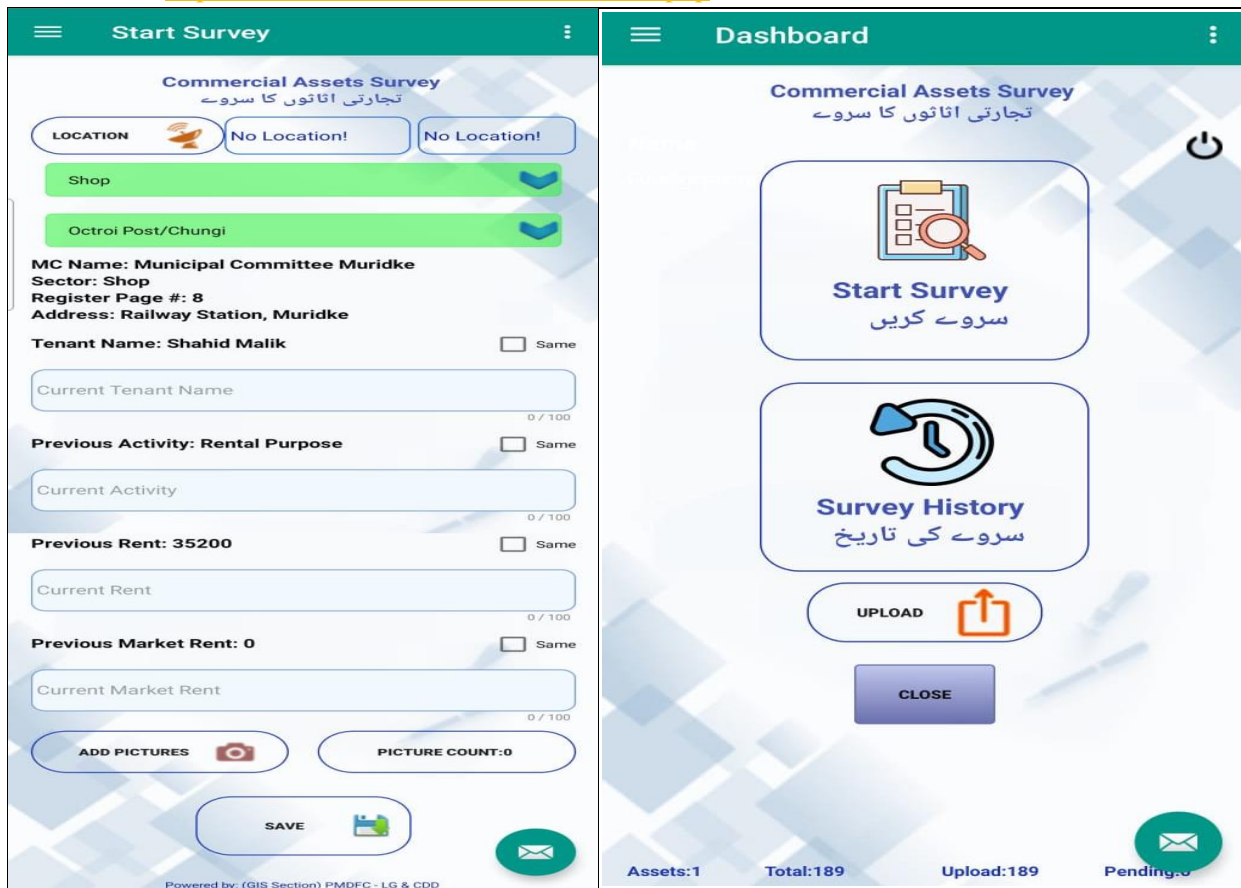 Start Survey
Commercial Assets Survey
تجارتی اثاثوں کا سروے
LOCATION
No Location!
No Location!
Shop
Octroi Post/Chungi
MC Name: Municipal Committee Muridke
Sector: Shop
Register Page #: 8
Address: Railway Station, Muridke
Tenant Name: Shahid Malik
Same
Current Tenant Name
0 / 100
Previous Activity: Rental Purpose
Same
Current Activity
0 / 100
Previous Rent: 35200
Same
Current Rent
0 / 100
Previous Market Rent: 0
Same
Current Market Rent
0 / 100
ADD PICTURES
PICTURE COUNT:0
SAVE
Powered by: (GIS Section) PMDFC - LG & CDD
Dashboard
Commercial Assets Survey
تجارتی اثاثوں کا سروے
Start Survey
سروے کریں
Survey History
سروے کی تاریخ
UPLOAD
CLOSE
Assets:1
Total:189
Upload:189
Pending:0